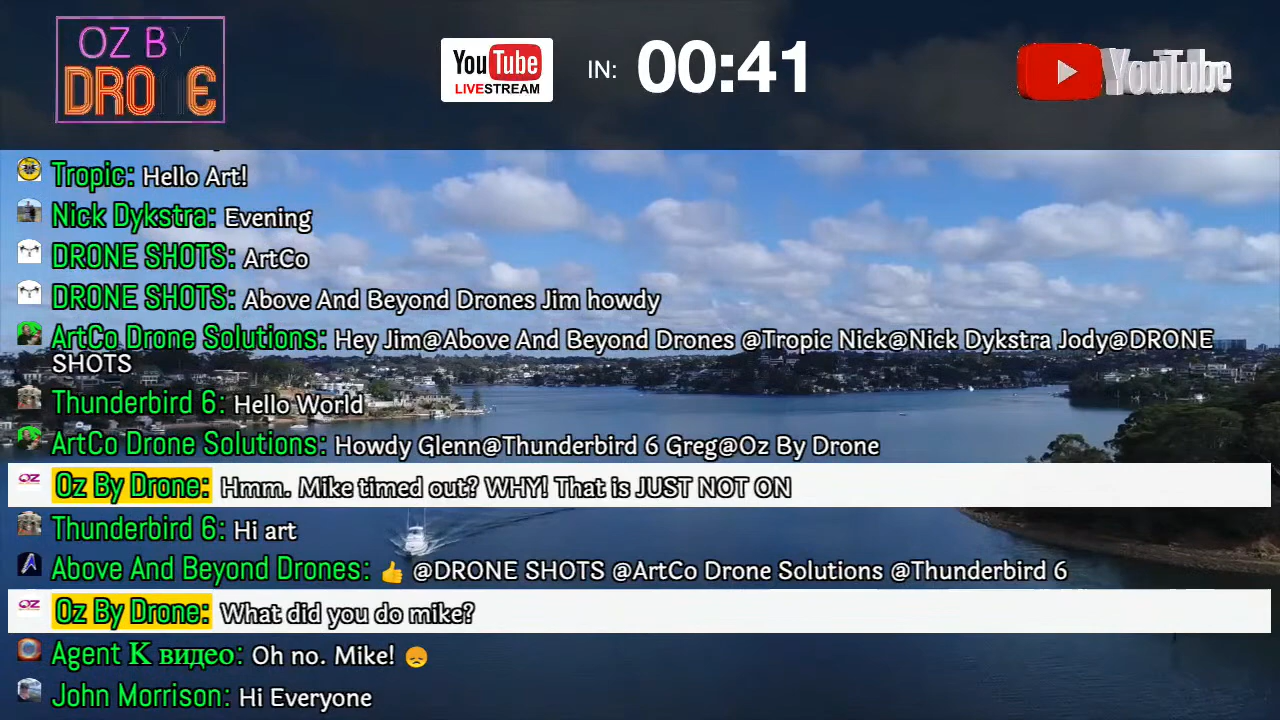 OZ BY
DRONE
YouTube
LIVESTREAM
IN:
00:41
YouTube
Tropic: Hello Art!
Nick Dykstra: Evening
DRONE SHOTS: ArtCo
DRONE SHOTS: Above And Beyond Drones Jim howdy
ArtCo Drone Solutions: Hey Jim@Above And Beyond Drones @Tropic Nick@Nick Dykstra Jody@DRONE
SHOTS
Thunderbird 6: Hello World
ArtCo Drone Solutions: Howdy Glenn@Thunderbird 6 Greg@Oz By Drone
OZ Oz By Drone: Hmm. Mike timed out? WHY! That is JUST NOT ON
Thunderbird 6: Hi art
Above And Beyond Drones: 👍 @DRONE SHOTS @ArtCo Drone Solutions @Thunderbird 6
OZ Oz By Drone: What did you do mike?
Agent К видео: Oh no. Mike! 😞
John Morrison: Hi Everyone